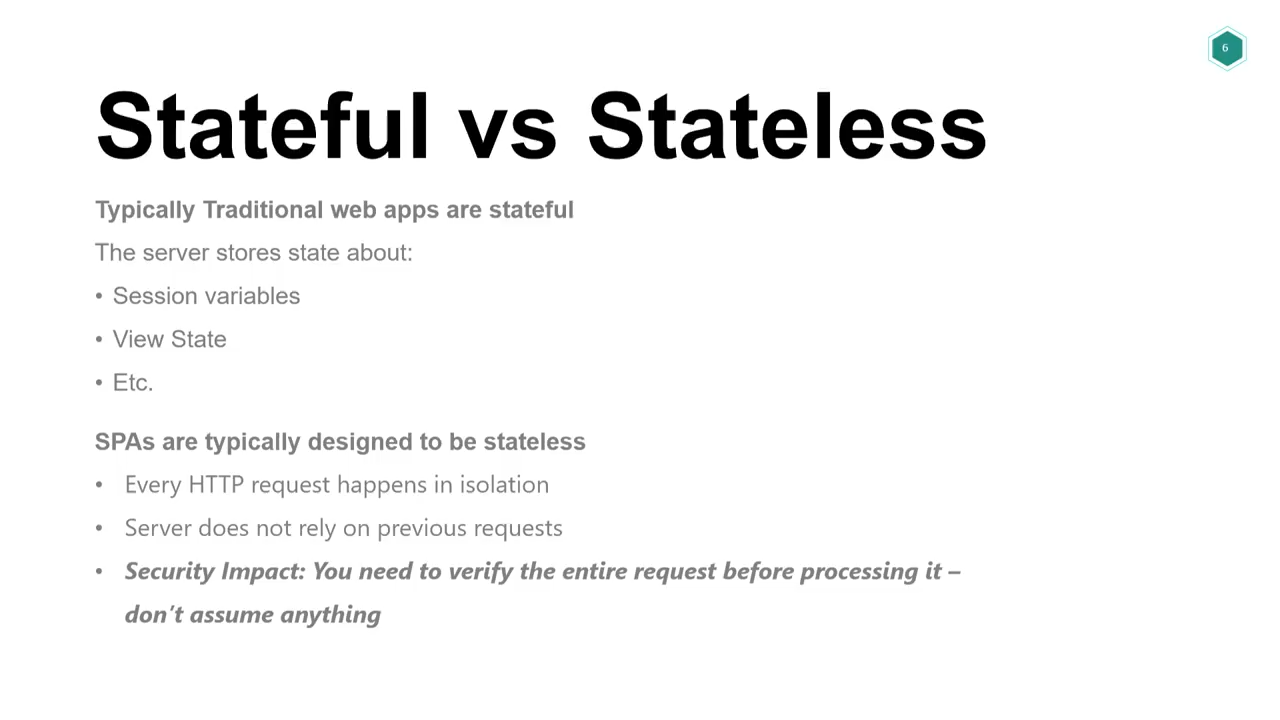 6
Stateful vs Stateless
Typically Traditional web apps are stateful
The server stores state about:
• Session variables
• View State
• Etc.
SPAs are typically designed to be stateless
• Every HTTP request happens in isolation
• Server does not rely on previous requests
• Security Impact: You need to verify the entire request before processing it –
don't assume anything